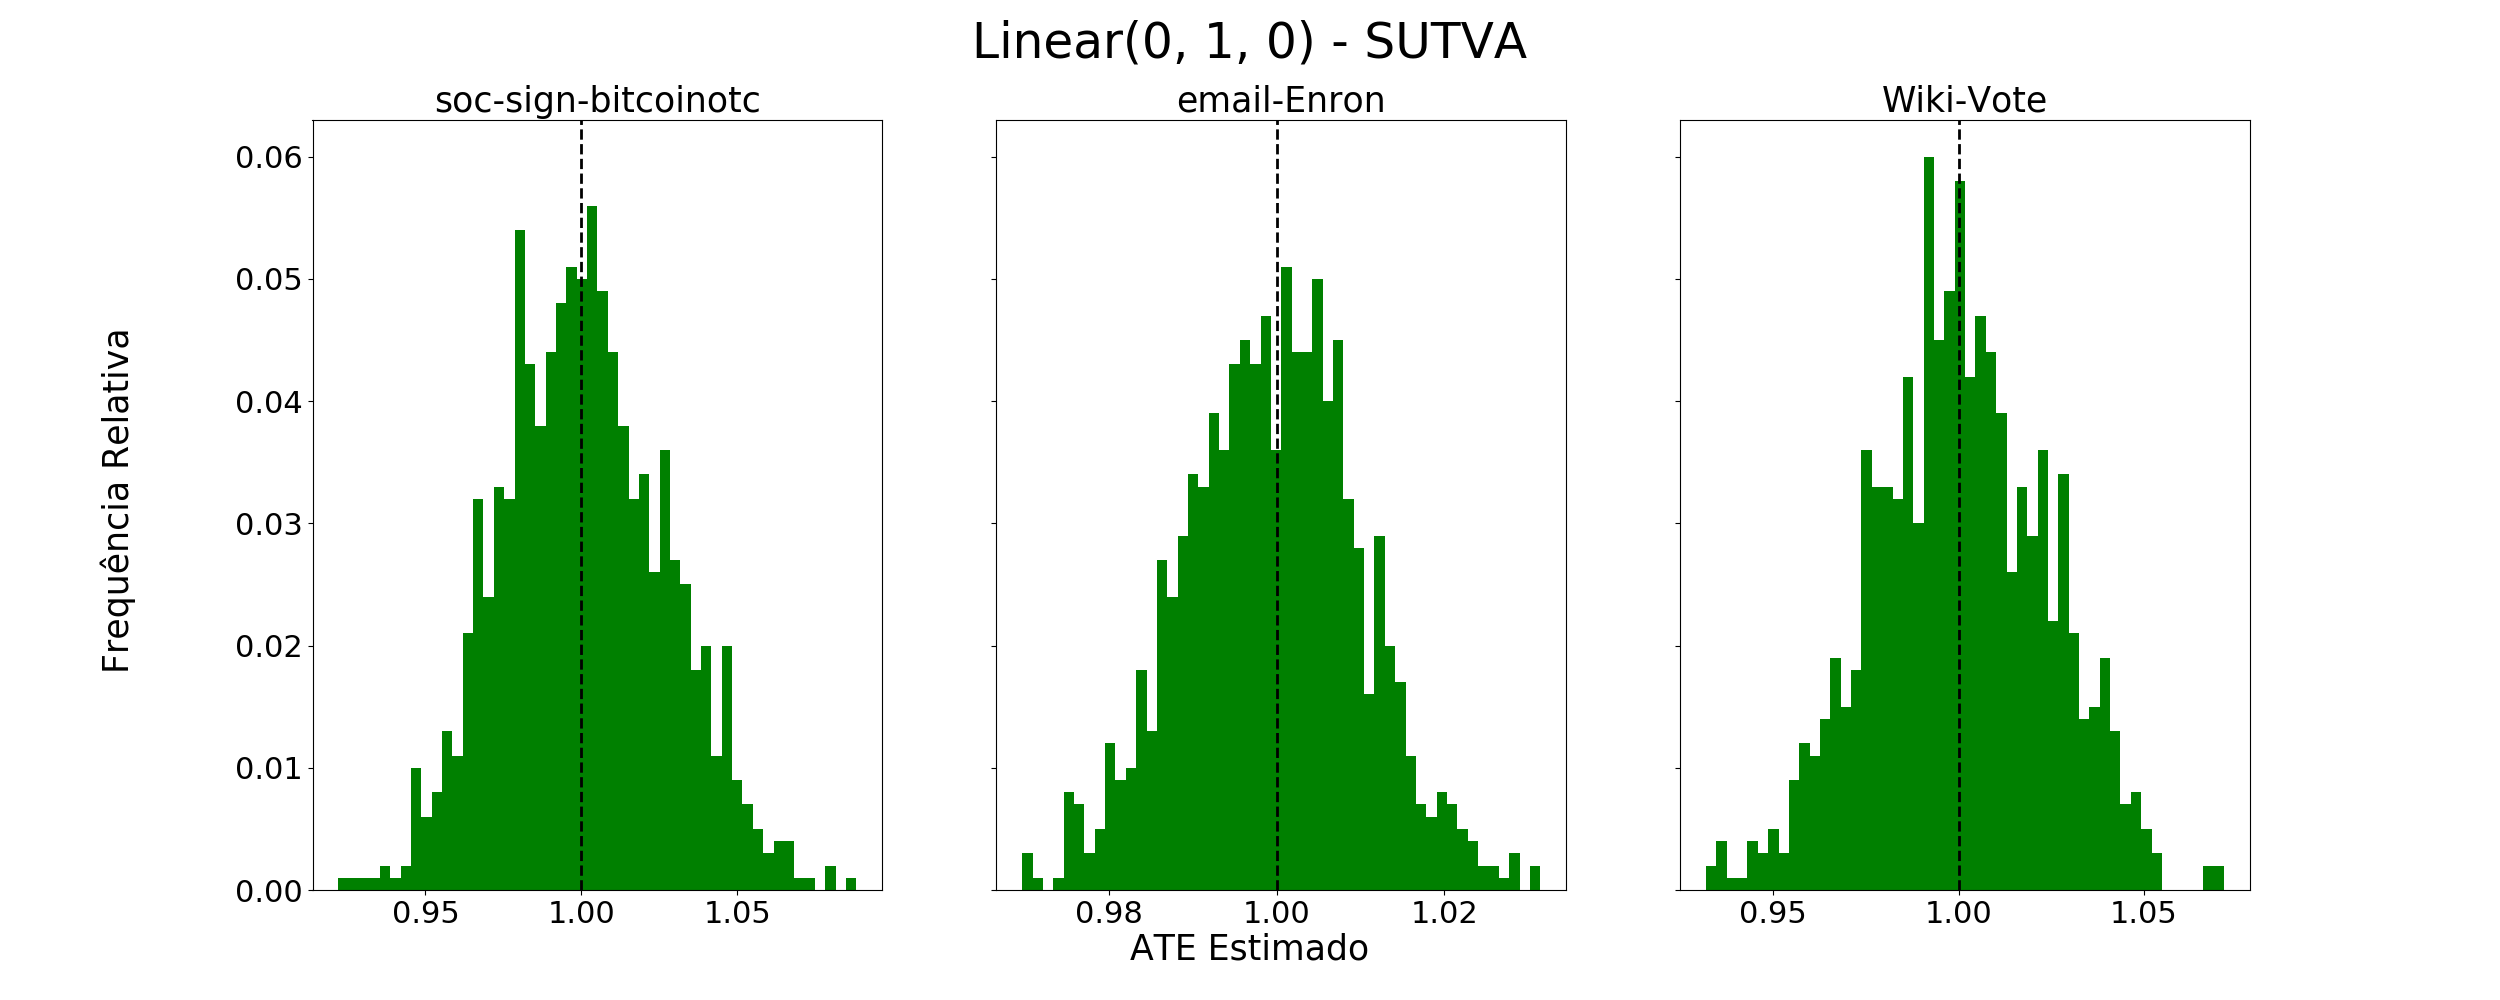 Linear(0, 1, 0) - SUTVA
soc-sign-bitcoinotc
email-Enron
Wiki-Vote
Frequência Relativa
0.06
0.05
0.04
0.03
0.02
0.01
0.00
0.95 1.00 1.05
0.98 1.00 1.02
0.95 1.00 1.05
ATE Estimado